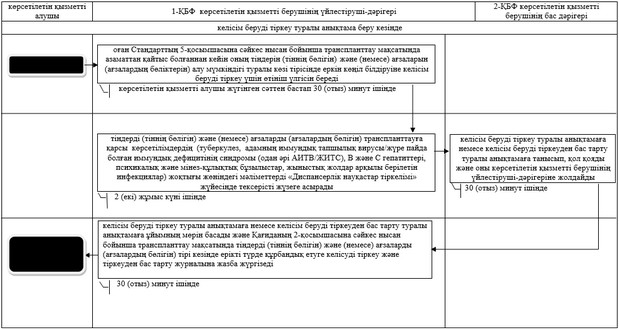 көрсетілетін қызметті
алушы
1-ҚБФ көрсетілетін қызметті берушінің үйлестіруші-дәрігері
2-ҚБФ көрсетілетін қызметті
берушінің бас дәрігері
келісім беруді тіркеу туралы анықтама беру кезінде
оған Стандарттың 5-қосымшасына сәйкес нысан бойынша трансплантау мақсатында
азаматтан қайтыс болғаннан кейін оның тіндерін (тіннің бөлігін) және (немесе) ағзаларын
(ағзалардың бөліктерін) алу мүмкіндігі туралы көзі тірісінде еркін көңіл білдіруіне келісім
беруді тіркеу үшін өтініш үлгісін береді
көрсетілетін қызметті алушы жүгінген сәттен бастап 30 (отыз) минут ішінде
тіндерді (тіннің бөлігін) және (немесе) ағзаларды (ағзалардың бөлігін) трансплантауға
қарсы көрсетілімдердің (туберкулез, адамның иммундық тапшылық вирусы/жүре пайда
болған иммундық дефицитінің синдромы (одан әрі АИТВ/ЖИТС), В және С гепатиттері,
психикалық және мінез-құлықтық бұзылыстар, жыныстық жолдар арқылы берілетін
инфекциялар) жоқтығы жөніндегі мәліметтерді «Диспансерлік науқастар тіркелімі»
жүйесінде тексерісті жүзеге асырады
2 (екі) жұмыс күні ішінде
келісім беруді тіркеу туралы анықтамаға
немесе келісім беруді тіркеуден бас тарту
туралы анықтамаға танысып, қол қояды
және оны көрсетілетін қызметті берушінің
үйлестіруші-дәрігеріне жолдайды
30 (отыз) минут ішінде
келісім беруді тіркеу туралы анықтамаға немесе келісім беруді тіркеуден бас тарту туралы
анықтамаға ұйымның мөрін басады және Қағиданың 2-қосымшасына сәйкес нысан
бойынша трансплантау мақсатында тіндерді (тіннің бөлігін) және (немесе) ағзаларды
(ағзалардың бөлігін) тірі кезінде ерікті түрде құрбандық етуге келісуді тіркеу және
тіркеуден бас тарту журналына жазба жүргізеді
30 (отыз) минут ішінде